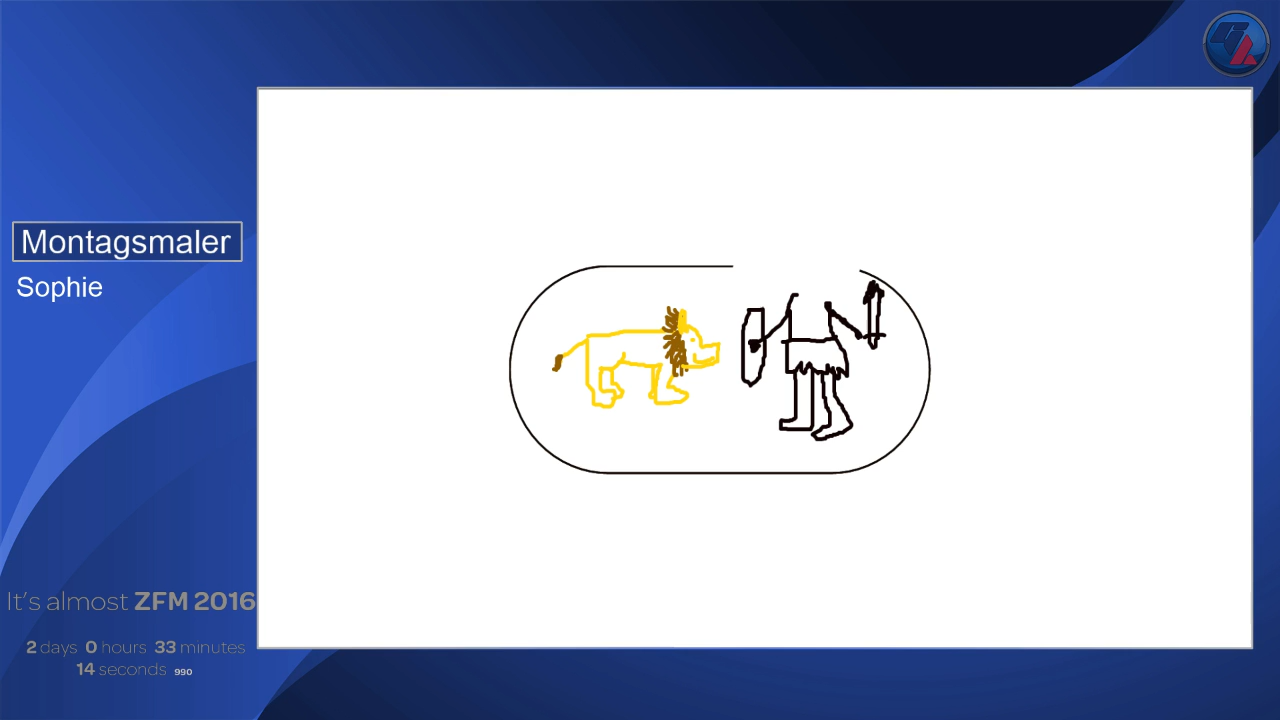 Montagsmaler
Sophie
It's almost ZFM 2016
2 days 0 hours 33 minutes
14 seconds 990